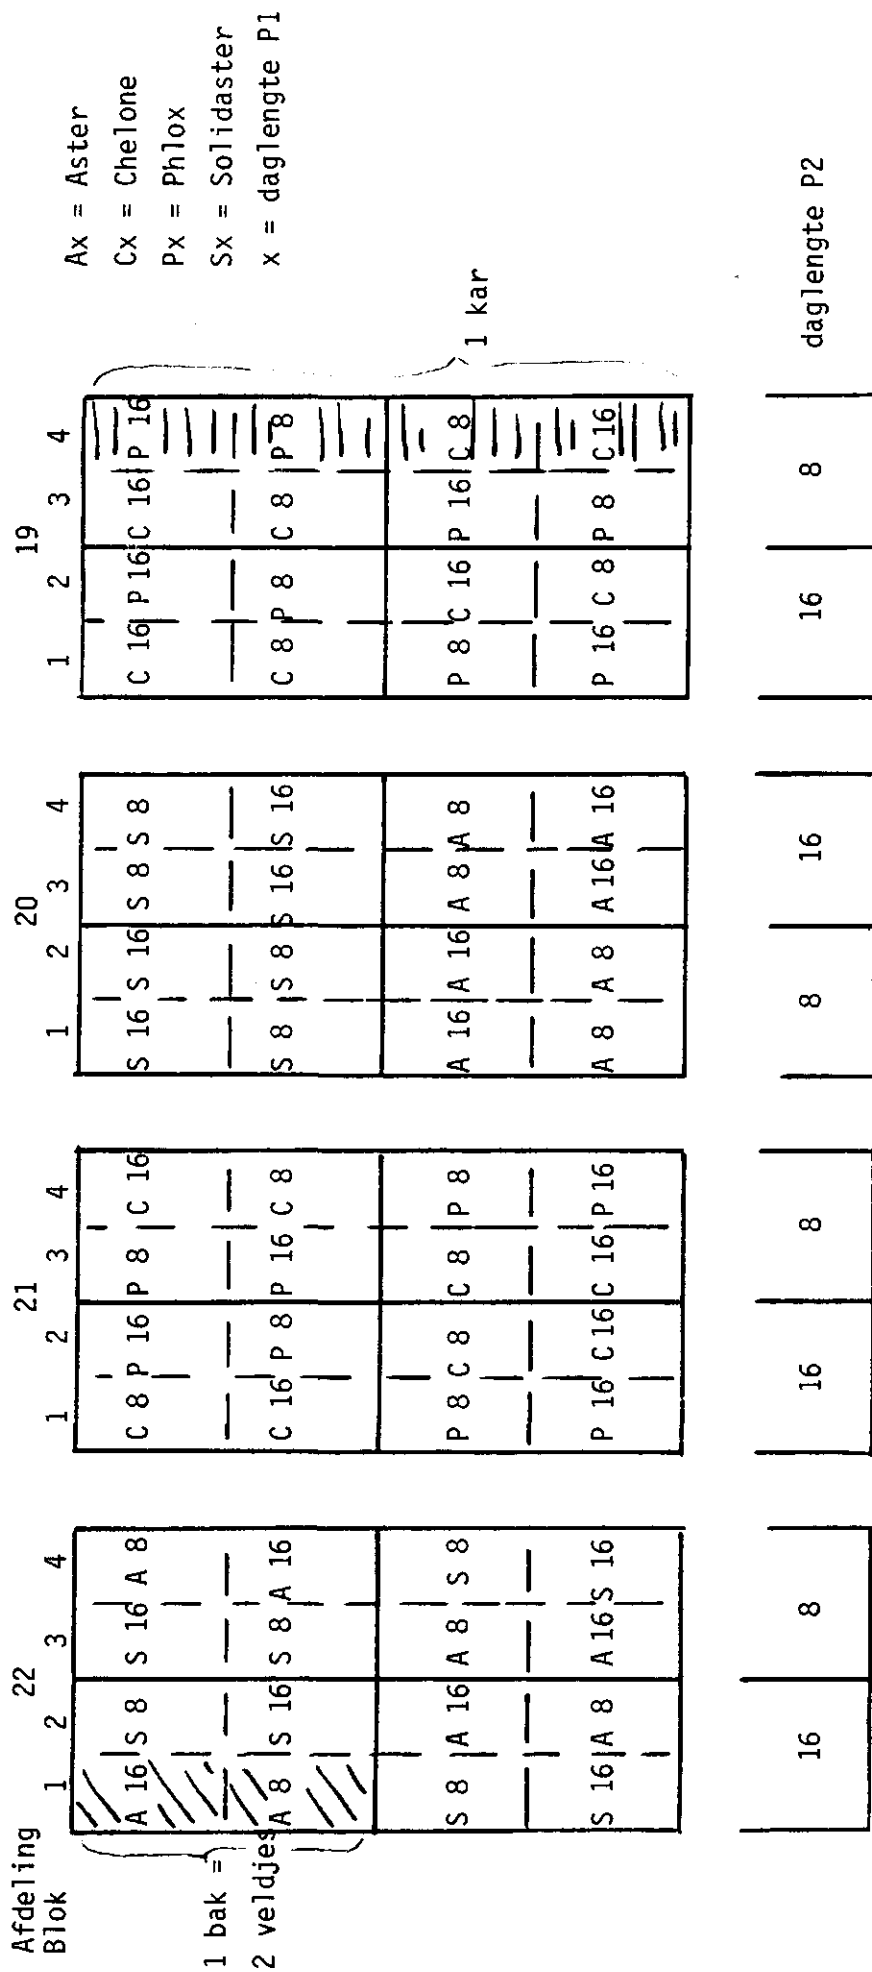 Afdeling 22 21 20 19
Blok 1 2 3 4 1 2 3 4 1 2 3 4 1 2 3 4
Ax = Aster
Cx = Chelone
Px = Phlox
Sx = Solidaster
x = daglengte P1
A 16 S 8 S 16 A 8 C 8 P 16 P 8 C 16 S 16 S 16 S 8 S 8 C 16 P 16 C 16 P 16
1 bak =
2 veldjes
A 8 S 16 S 8 A 16 C 16 P 8 P 16 C 8 S 8 S 8 S 16 S 16 C 8 P 8 C 8 P 8
1 kar
S 8 A 16 A 8 S 8 P 8 C 8 C 8 P 8 A 16 A 16 A 8 A 8 P 8 C 16 P 16 C 8
S 16 A 8 A 16 S 16 P 16 C 16 C 16 P 16 A 8 A 8 A 16 A 16 P 16 C 8 P 8 C 16
16 8 16 8 8 16 16 8 daglengte P2